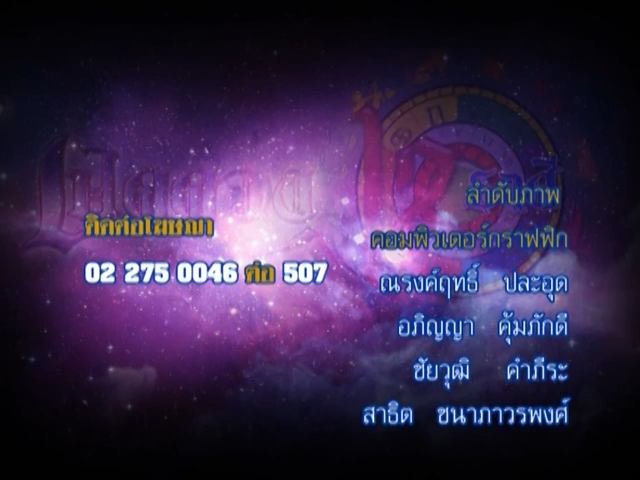 ติดต่อโฆษณา
02 275 0046 ต่อ 507
ลำดับภาพ
คอมพิวเตอร์กราฟฟิก
ณรงค์ฤทธิ์ ปละอุด
อภิญญา คุ้มภักดี
ชัยวุฒิ คำภีระ
สาธิต ชนาภาวรพงศ์